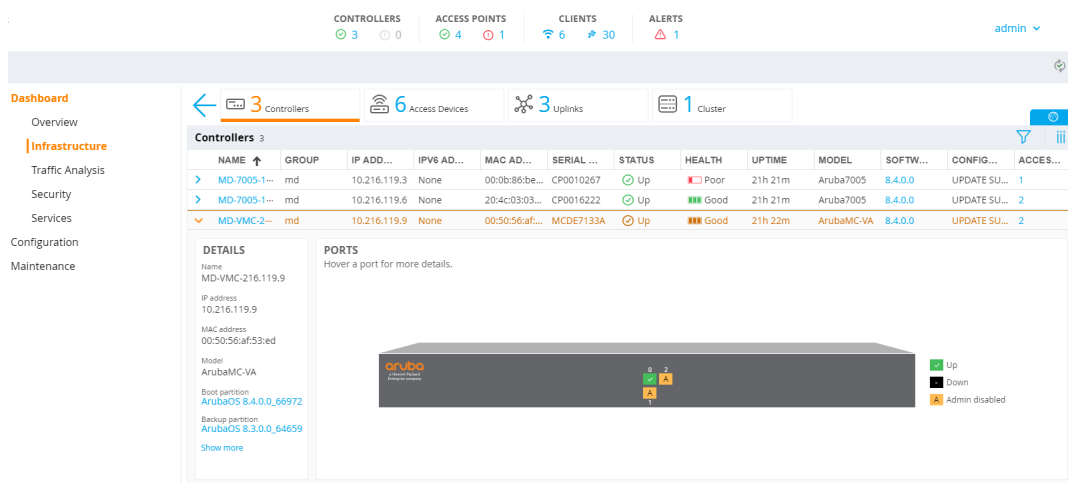 CONTROLLERS ACCESS POINTS CLIENTS ALERTS
3 0 4 1 6 30 1
admin
Dashboard
Overview
Infrastructure
Traffic Analysis
Security
Services
Configuration
Maintenance
3 Controllers 6 Access Devices 3 Uplinks 1 Cluster
Controllers 3
NAME GROUP IP ADD... IPV6 AD... MAC AD... SERIAL ... STATUS HEALTH UPTIME MODEL SOFTW... CONFIG... ACCES...
MD-7005-1... md 10.216.119.3 None 00:0b:86:be... CP0010267 Up Poor 21h 21m Aruba7005 8.4.0.0 UPDATE SU... 1
MD-7005-1... md 10.216.119.6 None 20:4c:03:03... CP0016222 Up Good 21h 21m Aruba7005 8.4.0.0 UPDATE SU... 2
MD-VMC-2... md 10.216.119.9 None 00:50:56:af:... MCDE7133A Up Good 21h 22m ArubaMC-VA 8.4.0.0 UPDATE SU... 2
DETAILS
Name
MD-VMC-216.119.9
IP address
10.216.119.9
MAC address
00:50:56:af:53:ed
Model
ArubaMC-VA
Boot partition
ArubaOS 8.4.0.0_66972
Backup partition
ArubaOS 8.3.0.0_64659
Show more
PORTS
Hover a port for more details.
aruba
a Hewlett Packard
Enterprise company
0 2
A
A
1
Up
Down
A Admin disabled